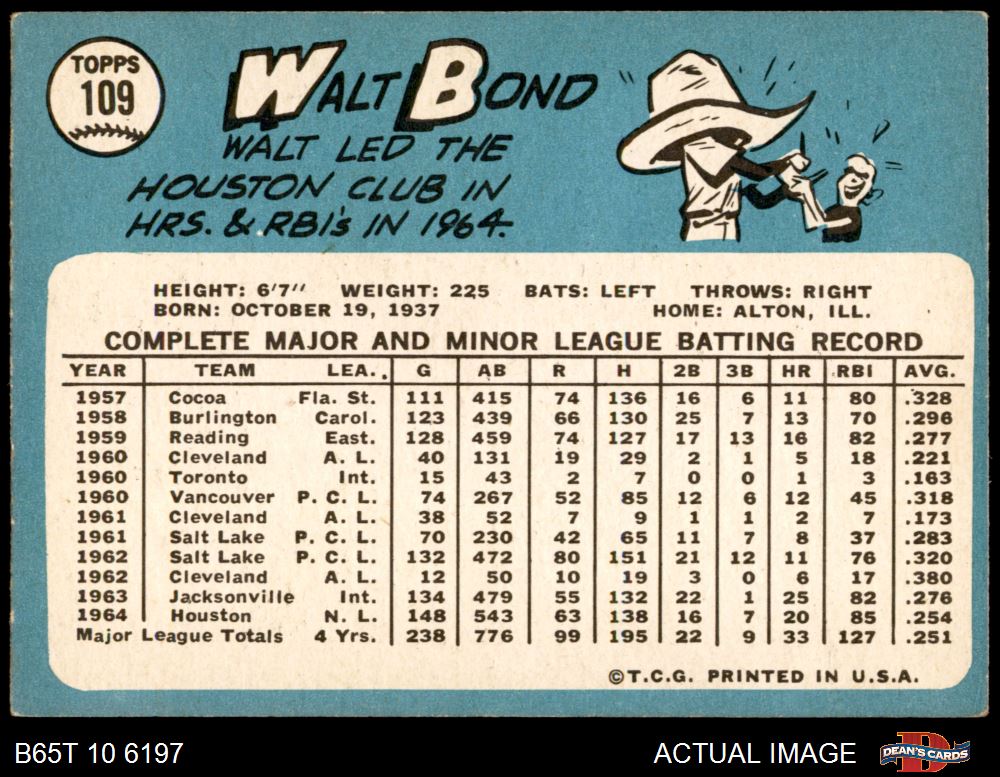 TOPPS
109
WALT BOND
WALT LED THE
HOUSTON CLUB IN
HRS. & RBI's IN 1964.
HEIGHT: 6'7" WEIGHT: 225 BATS: LEFT THROWS: RIGHT
BORN: OCTOBER 19, 1937 HOME: ALTON, ILL.
COMPLETE MAJOR AND MINOR LEAGUE BATTING RECORD
YEAR TEAM LEA. G AB R H 2B 3B HR RBI AVG.
1957 Cocoa Fla. St. 111 415 74 136 16 6 11 80 .328
1958 Burlington Carol. 123 439 66 130 25 7 13 70 .296
1959 Reading East. 128 459 74 127 17 13 16 82 .277
1960 Cleveland A. L. 40 131 19 29 2 1 5 18 .221
1960 Toronto Int. 15 43 2 7 0 0 1 3 .163
1960 Vancouver P. C. L. 74 267 52 85 12 6 12 45 .318
1961 Cleveland A. L. 38 52 7 9 1 1 2 7 .173
1961 Salt Lake P. C. L. 70 230 42 65 11 7 8 37 .283
1962 Salt Lake P. C. L. 132 472 80 151 21 12 11 76 .320
1962 Cleveland A. L. 12 50 10 19 3 0 6 17 .380
1963 Jacksonville Int. 134 479 55 132 22 1 25 82 .276
1964 Houston N. L. 148 543 63 138 16 7 20 85 .254
Major League Totals 4 Yrs. 238 776 99 195 22 9 33 127 .251
©T.C.G. PRINTED IN U.S.A.
B65T 10 6197 ACTUAL IMAGE DEAN'S CARDS